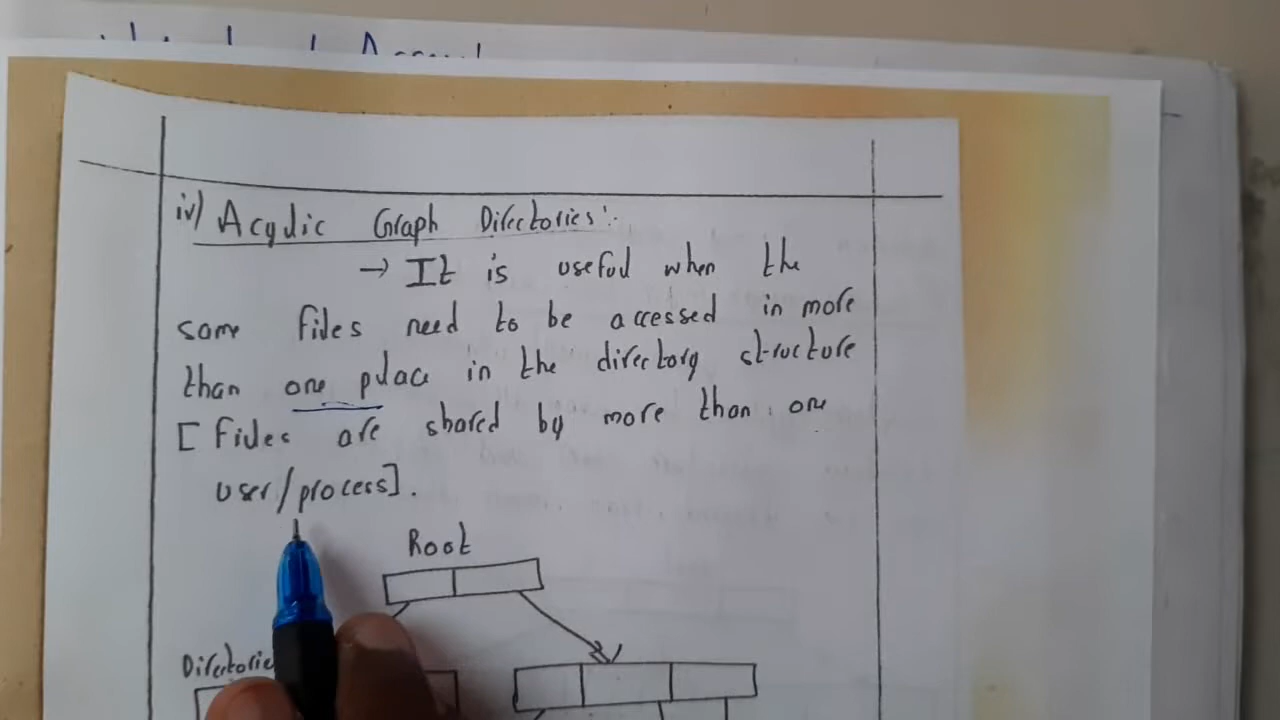 iv) Acyclic Graph Directories :-
→ It is useful when the
same files need to be accessed in more
than one place in the directory structure
[ Files are shared by more than one
user/process].
Root